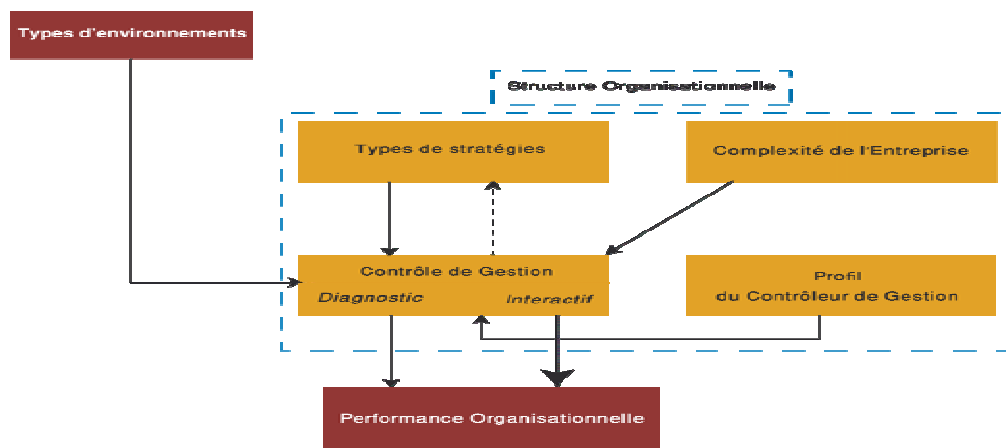 Types d'environnements
Structure Organisationnelle
Types de stratégies
Complexité de l'Entreprise
Contrôle de Gestion
Diagnostic Interactif
Profil
du Contrôleur de Gestion
Performance Organisationnelle